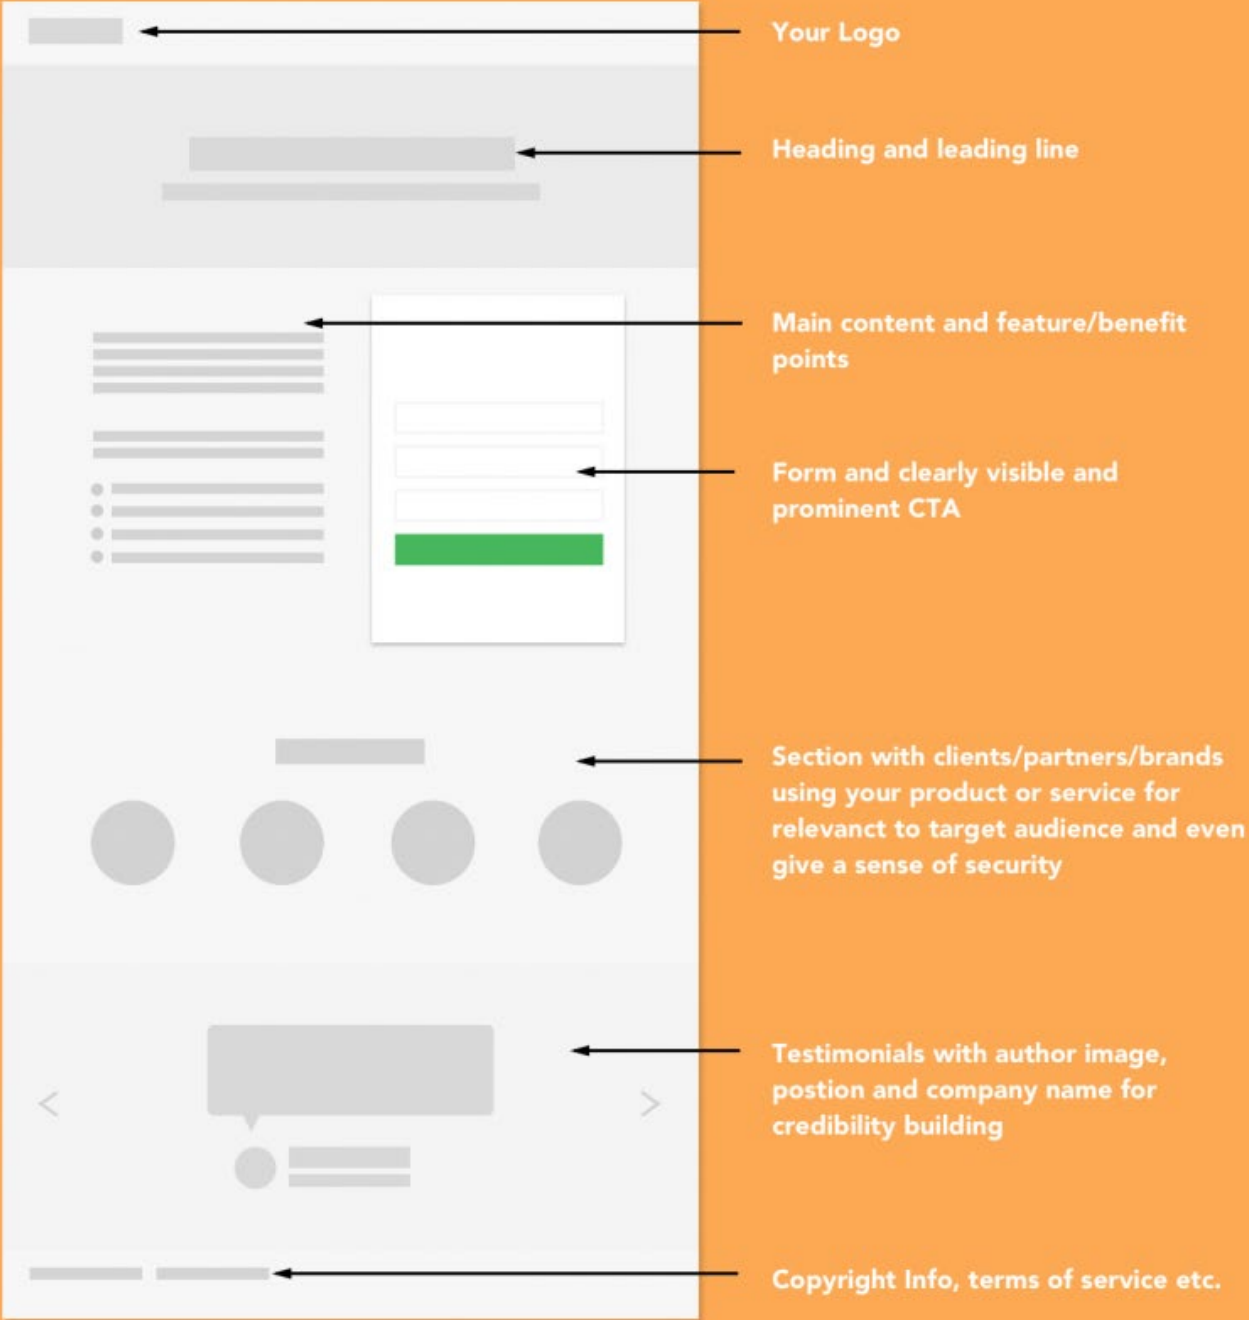 Your Logo
Heading and leading line
Main content and feature/benefit
points
Form and clearly visible and
prominent CTA
Section with clients/partners/brands
using your product or service for
relevanct to target audience and even
give a sense of security
Testimonials with author image,
postion and company name for
credibility building
Copyright Info, terms of service etc.